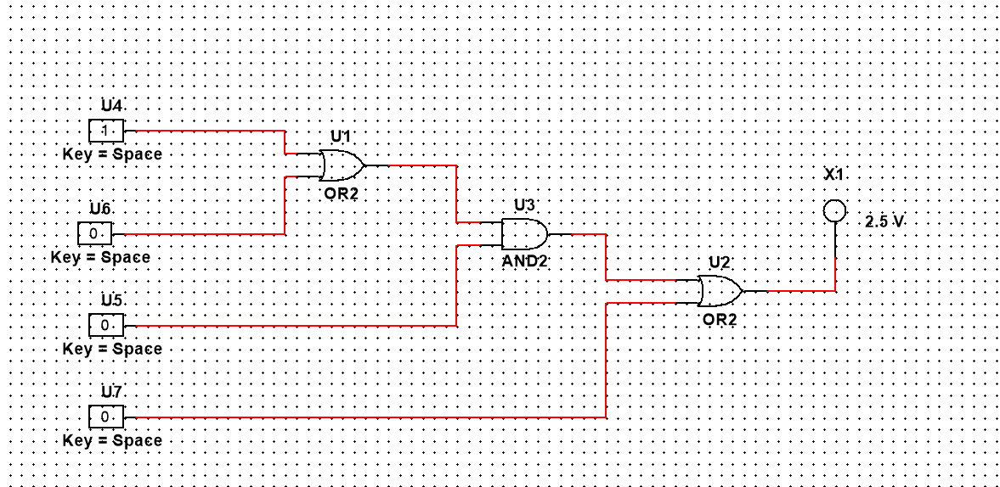 U4
1
Key = Space
U1
OR2
U6
0
Key = Space
U3
AND2
X1
2.5 V
U5
0
Key = Space
U2
OR2
U7
0
Key = Space